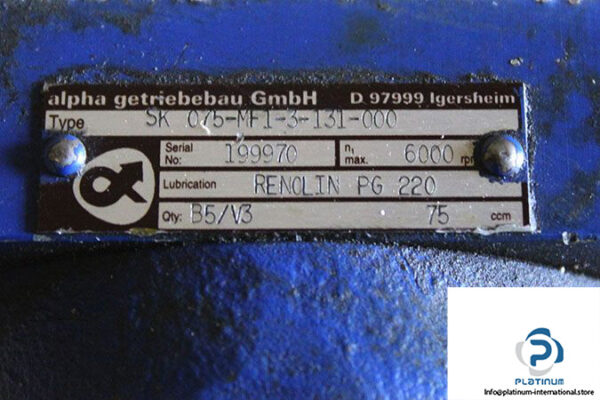 alpha getriebebau GmbH D 97999 Igersheim
Type SK 075-MF1-3-131-000
Serial No: 199970 n1 max. 6000 rpm
Lubrication RENOLIN PG 220
Qty: B5/V3 75 ccm
PLATINUM
Info@platinum-international.store